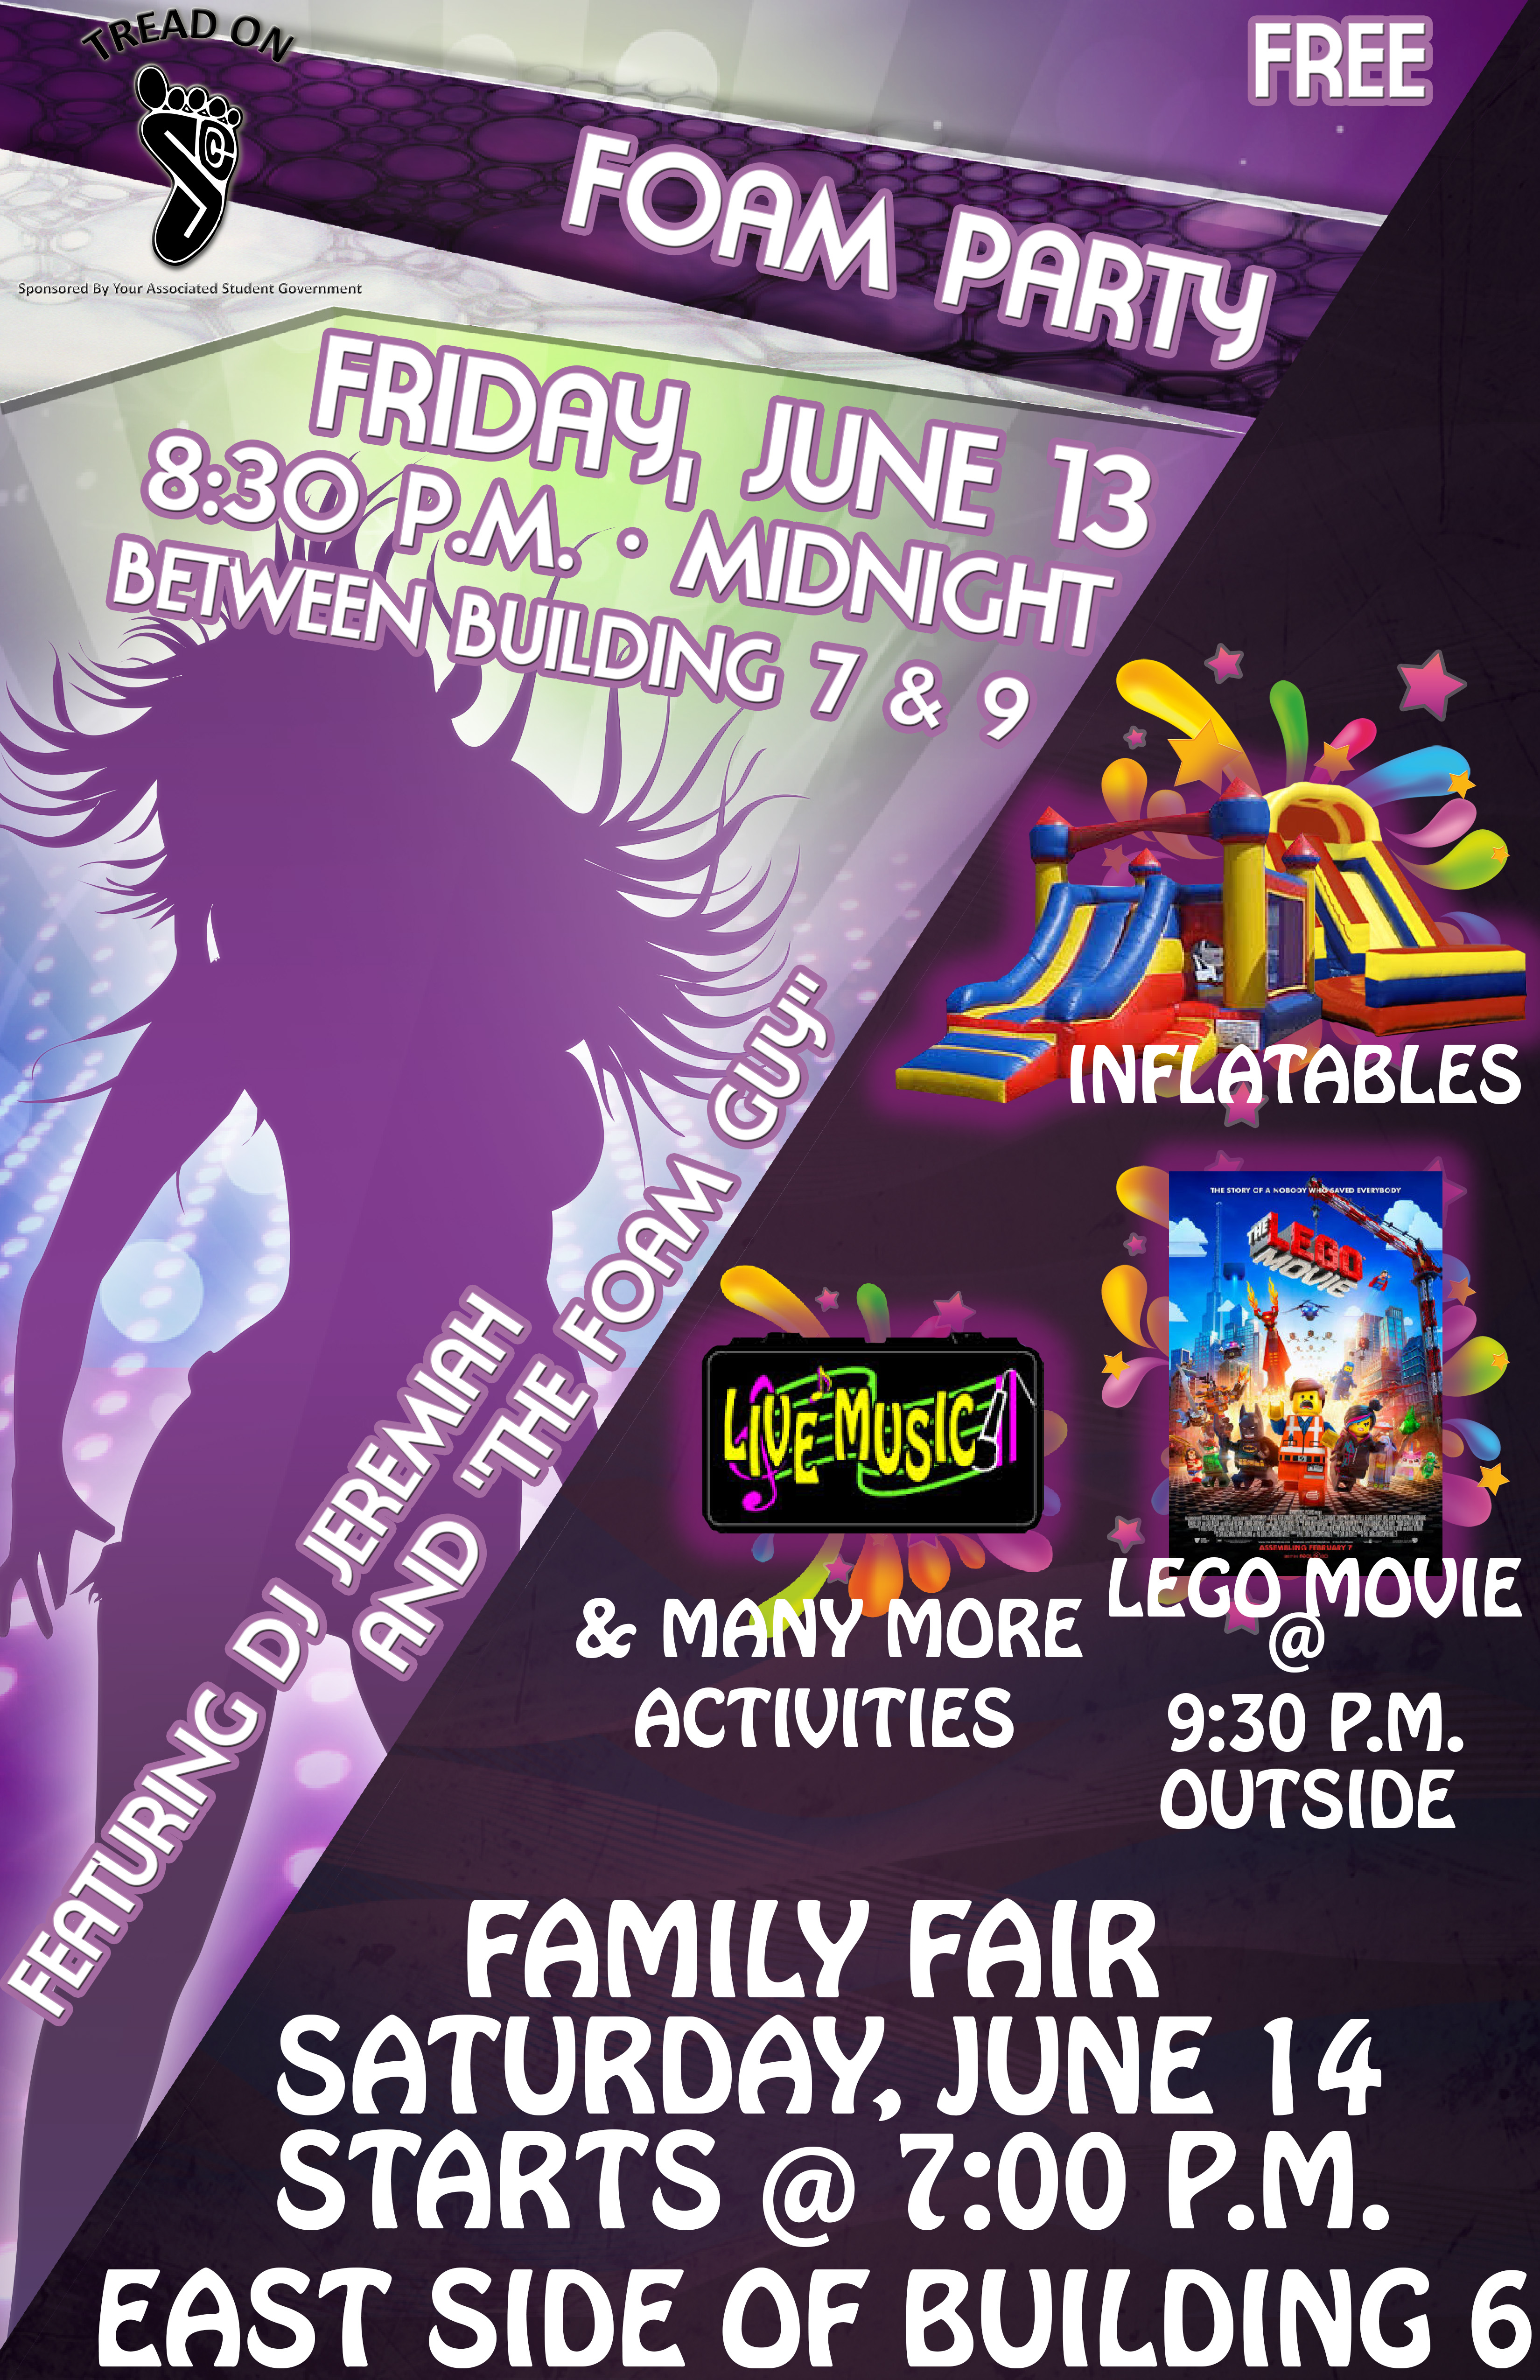 TREAD ON
SC
Sponsored By Your Associated Student Government
FREE
FOAM PARTY
FRIDAY, JUNE 13
8:30 P.M. • MIDNIGHT
BETWEEN BUILDING 7 & 9
FEATURING DJ JEREMIAH
AND "THE FOAM GUY"
INFLATABLES
LIVE MUSIC
& MANY MORE
ACTIVITIES
THE STORY OF A NOBODY WHO SAVED EVERYBODY
THE
LEGO
MOVIE
ASSEMBLING FEBRUARY 7
LEGO MOVIE
@
9:30 P.M.
OUTSIDE
FAMILY FAIR
SATURDAY, JUNE 14
STARTS @ 7:00 P.M.
EAST SIDE OF BUILDING 6